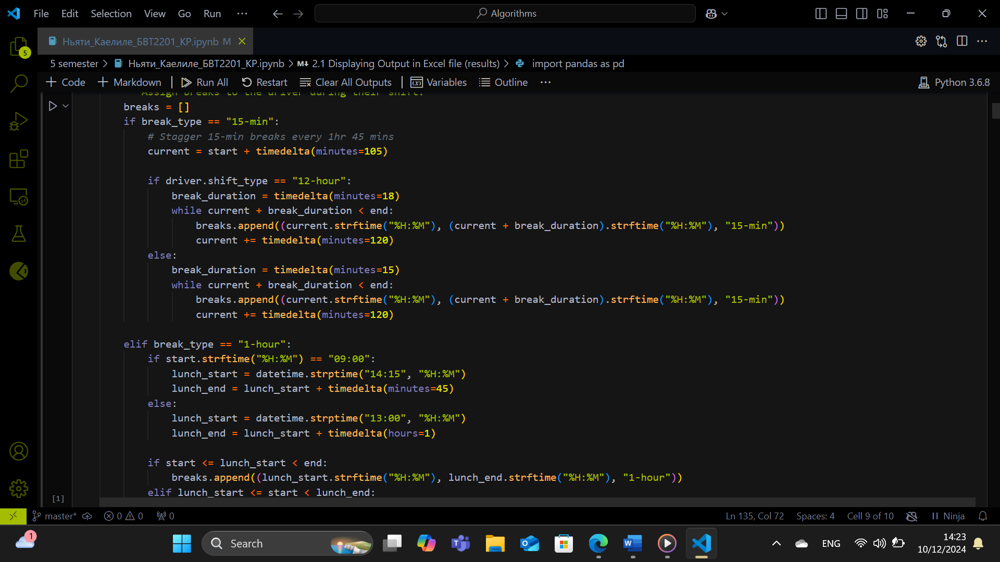 File Edit Selection View Go Run ··· Algorithms
Ньяти_Каелиле_БВТ2201_КР.ipynb M
5 semester > Ньяти_Каелиле_БВТ2201_КР.ipynb > M↓ 2.1 Displaying Output in Excel file (results) > import pandas as pd
+ Code + Markdown | Run All Restart Clear All Outputs | Variables Outline ··· Python 3.6.8
Assign breaks to the driver during their shift.
breaks = []
if break_type == "15-min":
# Stagger 15-min breaks every 1hr 45 mins
current = start + timedelta(minutes=105)
if driver.shift_type == "12-hour":
break_duration = timedelta(minutes=18)
while current + break_duration < end:
breaks.append((current.strftime("%H:%M"), (current + break_duration).strftime("%H:%M"), "15-min"))
current += timedelta(minutes=120)
else:
break_duration = timedelta(minutes=15)
while current + break_duration < end:
breaks.append((current.strftime("%H:%M"), (current + break_duration).strftime("%H:%M"), "15-min"))
current += timedelta(minutes=120)
elif break_type == "1-hour":
if start.strftime("%H:%M") == "09:00":
lunch_start = datetime.strptime("14:15", "%H:%M")
lunch_end = lunch_start + timedelta(minutes=45)
else:
lunch_start = datetime.strptime("13:00", "%H:%M")
lunch_end = lunch_start + timedelta(hours=1)
if start <= lunch_start < end:
breaks.append((lunch_start.strftime("%H:%M"), lunch_end.strftime("%H:%M"), "1-hour"))
elif lunch_start <= start < lunch_end:
[1]
5
master* 0 0 0 Ln 135, Col 72 Spaces: 4 Cell 9 of 10 Ninja
1 Search ENG 14:23
10/12/2024